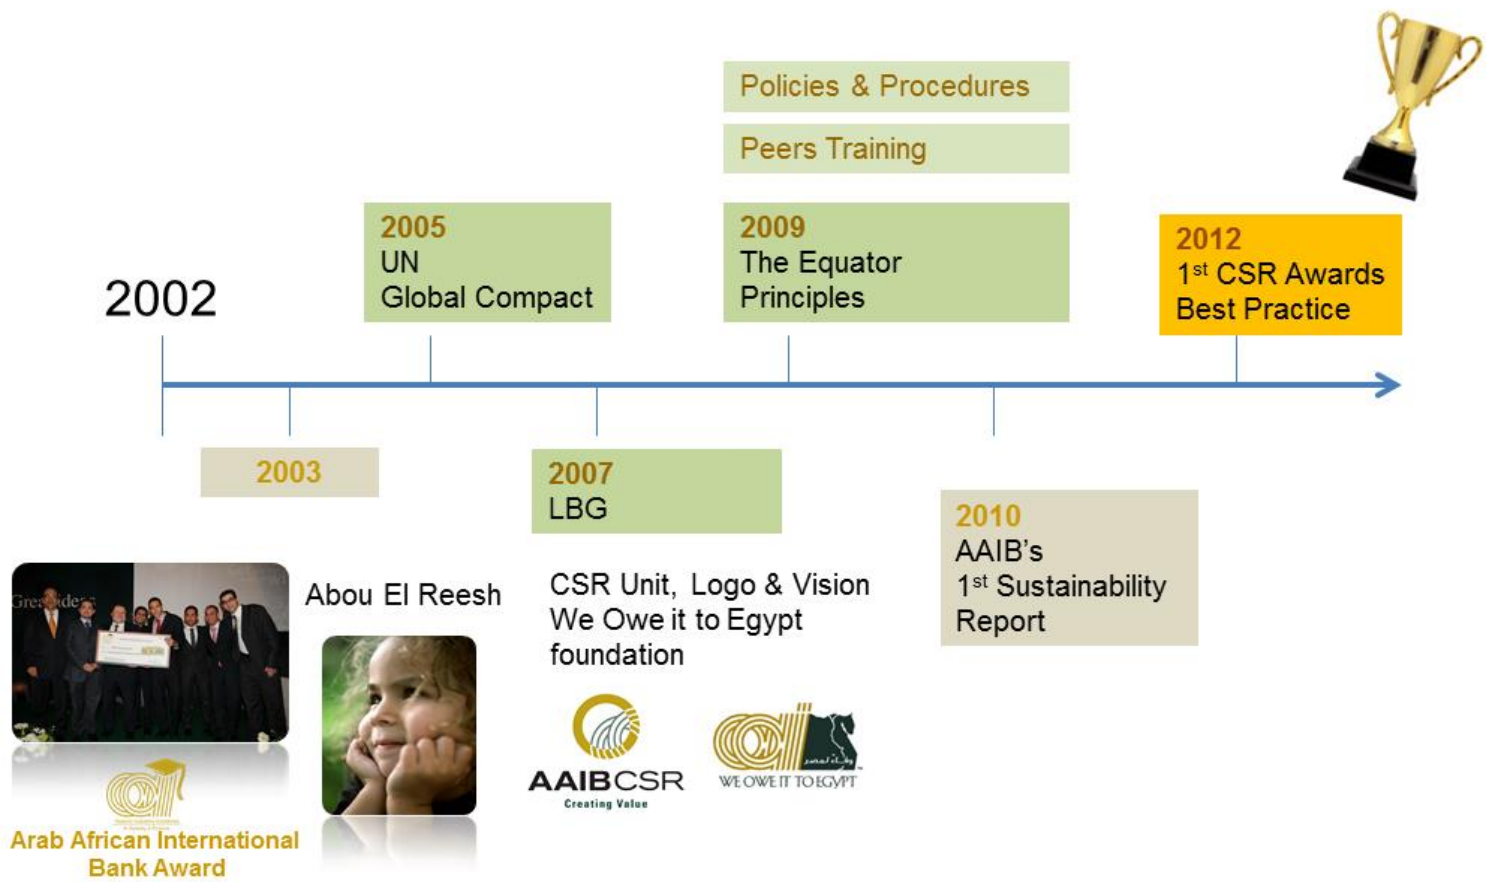 Policies & Procedures
Peers Training
2005
UN
Global Compact
2009
The Equator
Principles
2012
1st CSR Awards
Best Practice
2002
2003
2007
LBG
2010
AAIB's
1st Sustainability
Report
Abou El Reesh
CSR Unit, Logo & Vision
We Owe it to Egypt
foundation
AAIBCSR
Creating Value
وفاء لمصر
WE OWE IT TO EGYPT
Arab African International
Bank Award